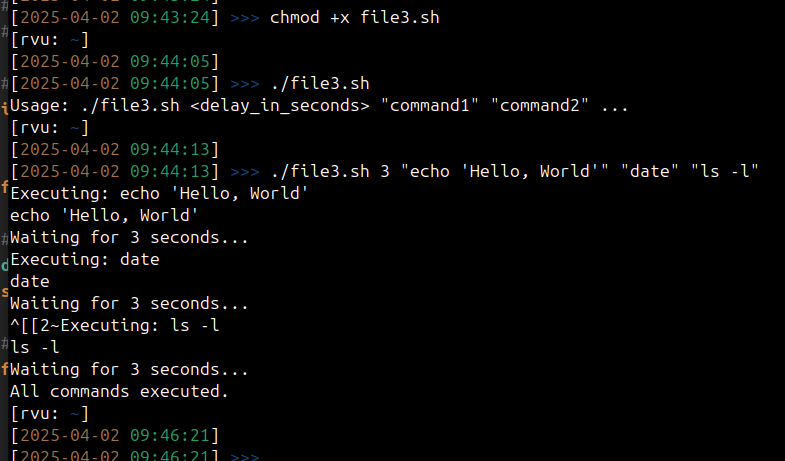 [2025-04-02 09:43:24] >>> chmod +x file3.sh
[rvu: ~]
[2025-04-02 09:44:05]
[2025-04-02 09:44:05] >>> ./file3.sh
Usage: ./file3.sh <delay_in_seconds> "command1" "command2" ...
[rvu: ~]
[2025-04-02 09:44:13]
[2025-04-02 09:44:13] >>> ./file3.sh 3 "echo 'Hello, World'" "date" "ls -l"
Executing: echo 'Hello, World'
echo 'Hello, World'
Waiting for 3 seconds...
Executing: date
date
Waiting for 3 seconds...
^[[2~Executing: ls -l
ls -l
Waiting for 3 seconds...
All commands executed.
[rvu: ~]
[2025-04-02 09:46:21]
[2025-04-02 09:46:21] >>>